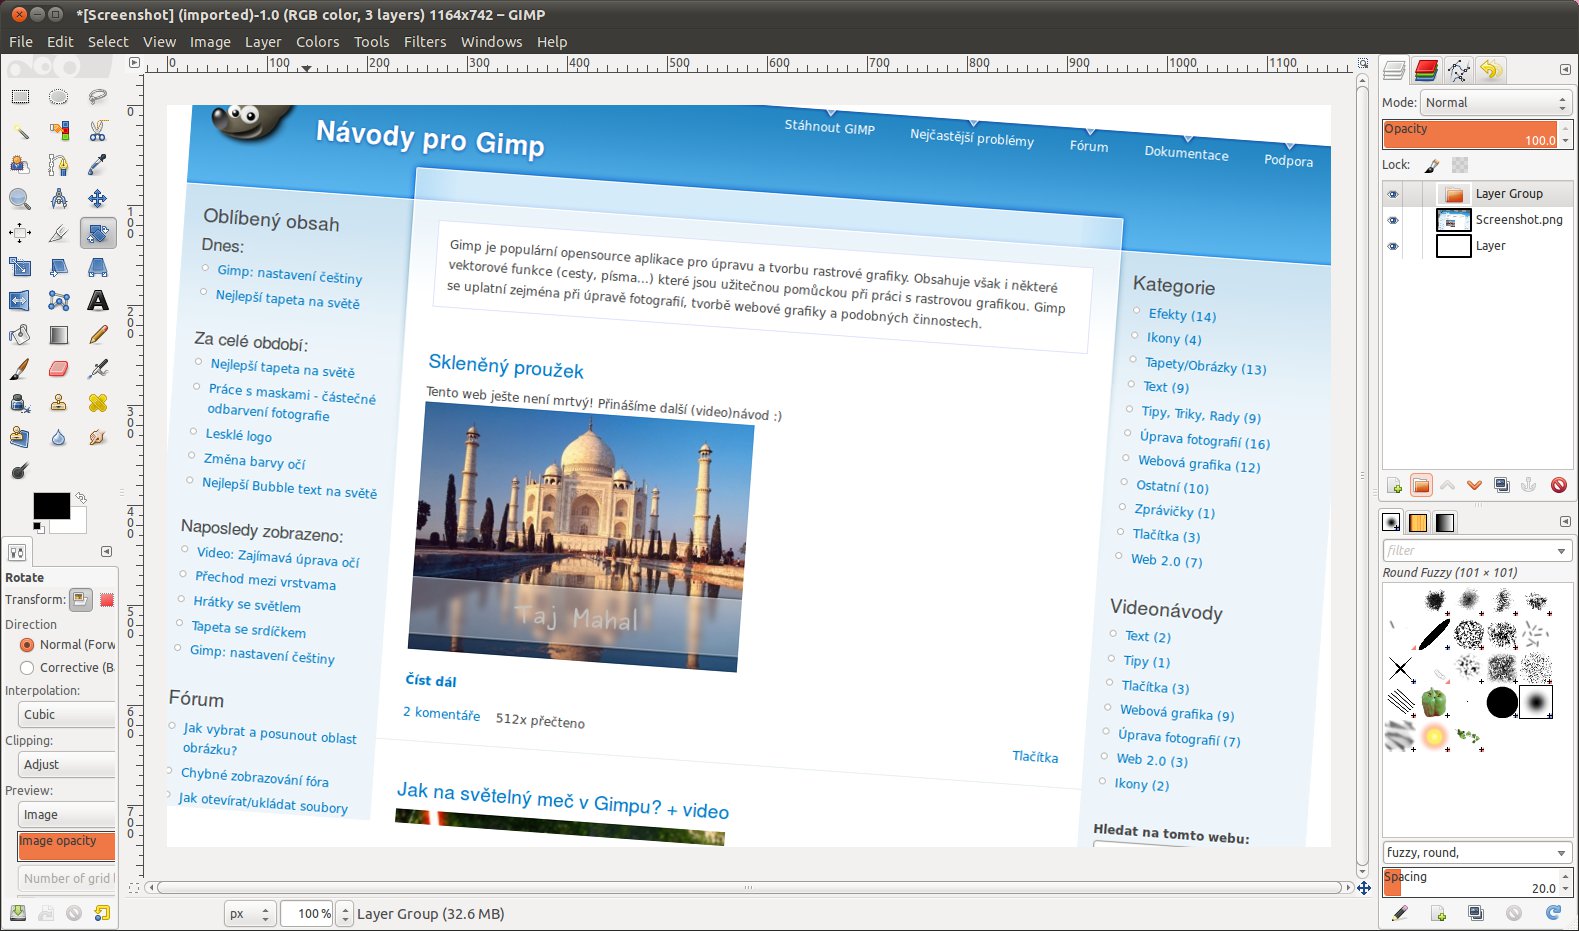 *[Screenshot] (imported)-1.0 (RGB color, 3 layers) 1164x742 – GIMP
File Edit Select View Image Layer Colors Tools Filters Windows Help
0 100 200 300 400 500 600 700 800 900 1000 1100
0
100
200
300
400
500
600
700
Návody pro Gimp
Stáhnout GIMP Nejčastější problémy Fórum Dokumentace Podpora
Oblíbený obsah
Dnes:
Gimp: nastavení češtiny
Nejlepší tapeta na světě
Za celé období:
Nejlepší tapeta na světě
Práce s maskami - částečné
odbarvení fotografie
Lesklé logo
Změna barvy očí
Nejlepší Bubble text na světě
Naposledy zobrazeno:
Video: Zajímavá úprava očí
Přechod mezi vrstvama
Hrátky se světlem
Tapeta se srdíčkem
Gimp: nastavení češtiny
Fórum
Jak vybrat a posunout oblast
obrázku?
Chybné zobrazování fóra
Jak otevírat/ukládat soubory
Gimp je populární opensource aplikace pro úpravu a tvorbu rastrové grafiky. Obsahuje však i některé
vektorové funkce (cesty, písma...) které jsou užitečnou pomůckou při práci s rastrovou grafikou. Gimp
se uplatní zejména při úpravě fotografií, tvorbě webové grafiky a podobných činnostech.
Skleněný proužek
Tento web ješte není mrtvý! Přinášíme další (video)návod :)
Taj Mahal
Číst dál
2 komentáře 512x přečteno
Tlačítka
Jak na světelný meč v Gimpu? + video
Kategorie
Efekty (14)
Ikony (4)
Tapety/Obrázky (13)
Text (9)
Tipy, Triky, Rady (9)
Úprava fotografií (16)
Webová grafika (12)
Ostatní (10)
Zprávičky (1)
Tlačítka (3)
Web 2.0 (7)
Videonávody
Text (2)
Tipy (1)
Tlačítka (3)
Webová grafika (9)
Úprava fotografií (7)
Web 2.0 (3)
Ikony (2)
Hledat na tomto webu:
Rotate
Transform:
Direction
Normal (Forw
Corrective (Ba
Interpolation:
Cubic
Clipping:
Adjust
Preview:
Image
Image opacity
Number of grid l
px 100 % Layer Group (32.6 MB)
Mode: Normal
Opacity
100.0
Lock:
Layer Group
Screenshot.png
Layer
filter
Round Fuzzy (101 × 101)
fuzzy, round,
Spacing
20.0